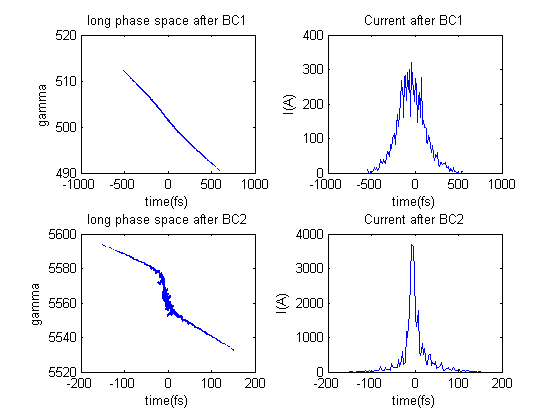 long phase space after BC1
Current after BC1
520
510
500
490
gamma
-1000 -500 0 500 1000
time(fs)
400
300
200
100
0
I(A)
-1000 -500 0 500 1000
time(fs)
long phase space after BC2
Current after BC2
5600
5580
5560
5540
5520
gamma
-200 -100 0 100 200
time(fs)
4000
3000
2000
1000
0
I(A)
-200 -100 0 100 200
time(fs)